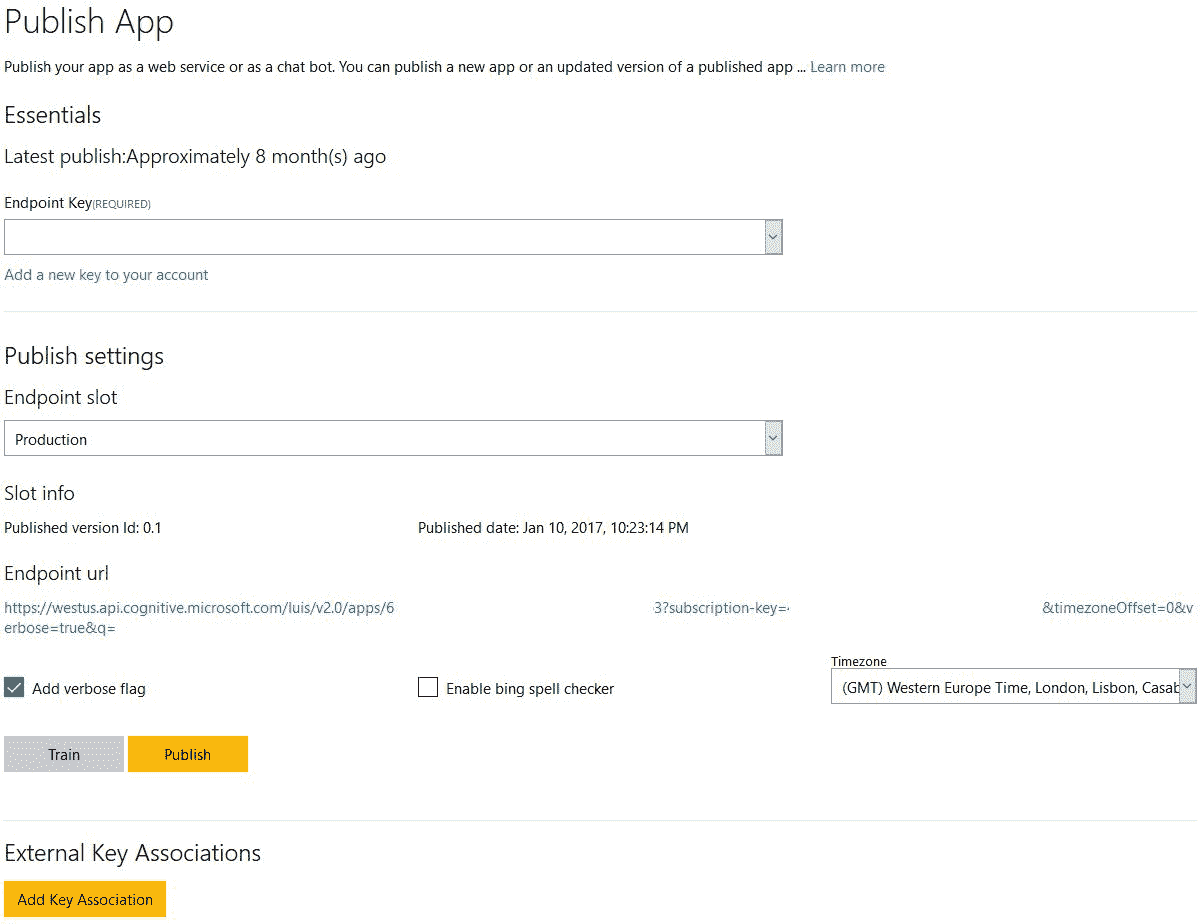 Publish App
Publish your app as a web service or as a chat bot. You can publish a new app or an updated version of a published app ... Learn more
Essentials
Latest publish:Approximately 8 month(s) ago
Endpoint Key(REQUIRED)
Add a new key to your account
Publish settings
Endpoint slot
Production
Slot info
Published version Id: 0.1 Published date: Jan 10, 2017, 10:23:14 PM
Endpoint url
https://westus.api.cognitive.microsoft.com/luis/v2.0/apps/6 3?subscription-key= &timezoneOffset=0&v
erbose=true&q=
Timezone
Add verbose flag Enable bing spell checker (GMT) Western Europe Time, London, Lisbon, Casab
Train Publish
External Key Associations
Add Key Association